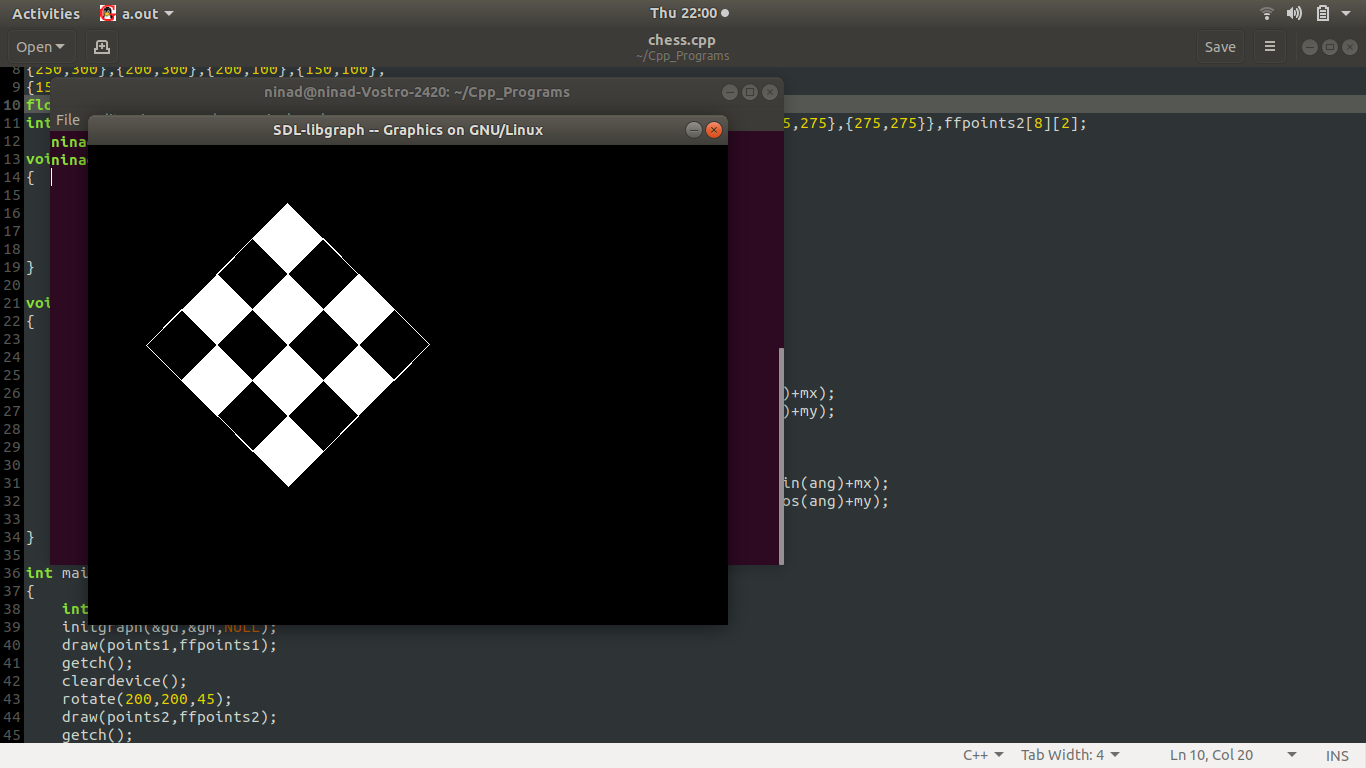 Activities a.out Thu 22:00
Open chess.cpp Save
~/Cpp_Programs
8 {250,300},{200,300},{200,100},{150,100},
9 {15
ninad@ninad-Vostro-2420: ~/Cpp_Programs
10 flo
File
11 int 5,275},{275,275}},ffpoints2[8][2];
SDL-libgraph -- Graphics on GNU/Linux
12 nina
13 voi nina
14 {
15
16
17
18
19 }
20
21 voi
22 {
23
24
25
26 )+mx);
27 )+my);
28
29
30
31 in(ang)+mx);
32 os(ang)+my);
33
34 }
35
36 int mai
37 {
38 int
39 initgraph(&gd,&gm,NULL);
40 draw(points1,ffpoints1);
41 getch();
42 cleardevice();
43 rotate(200,200,45);
44 draw(points2,ffpoints2);
45 getch();
C++ Tab Width: 4 Ln 10, Col 20 INS